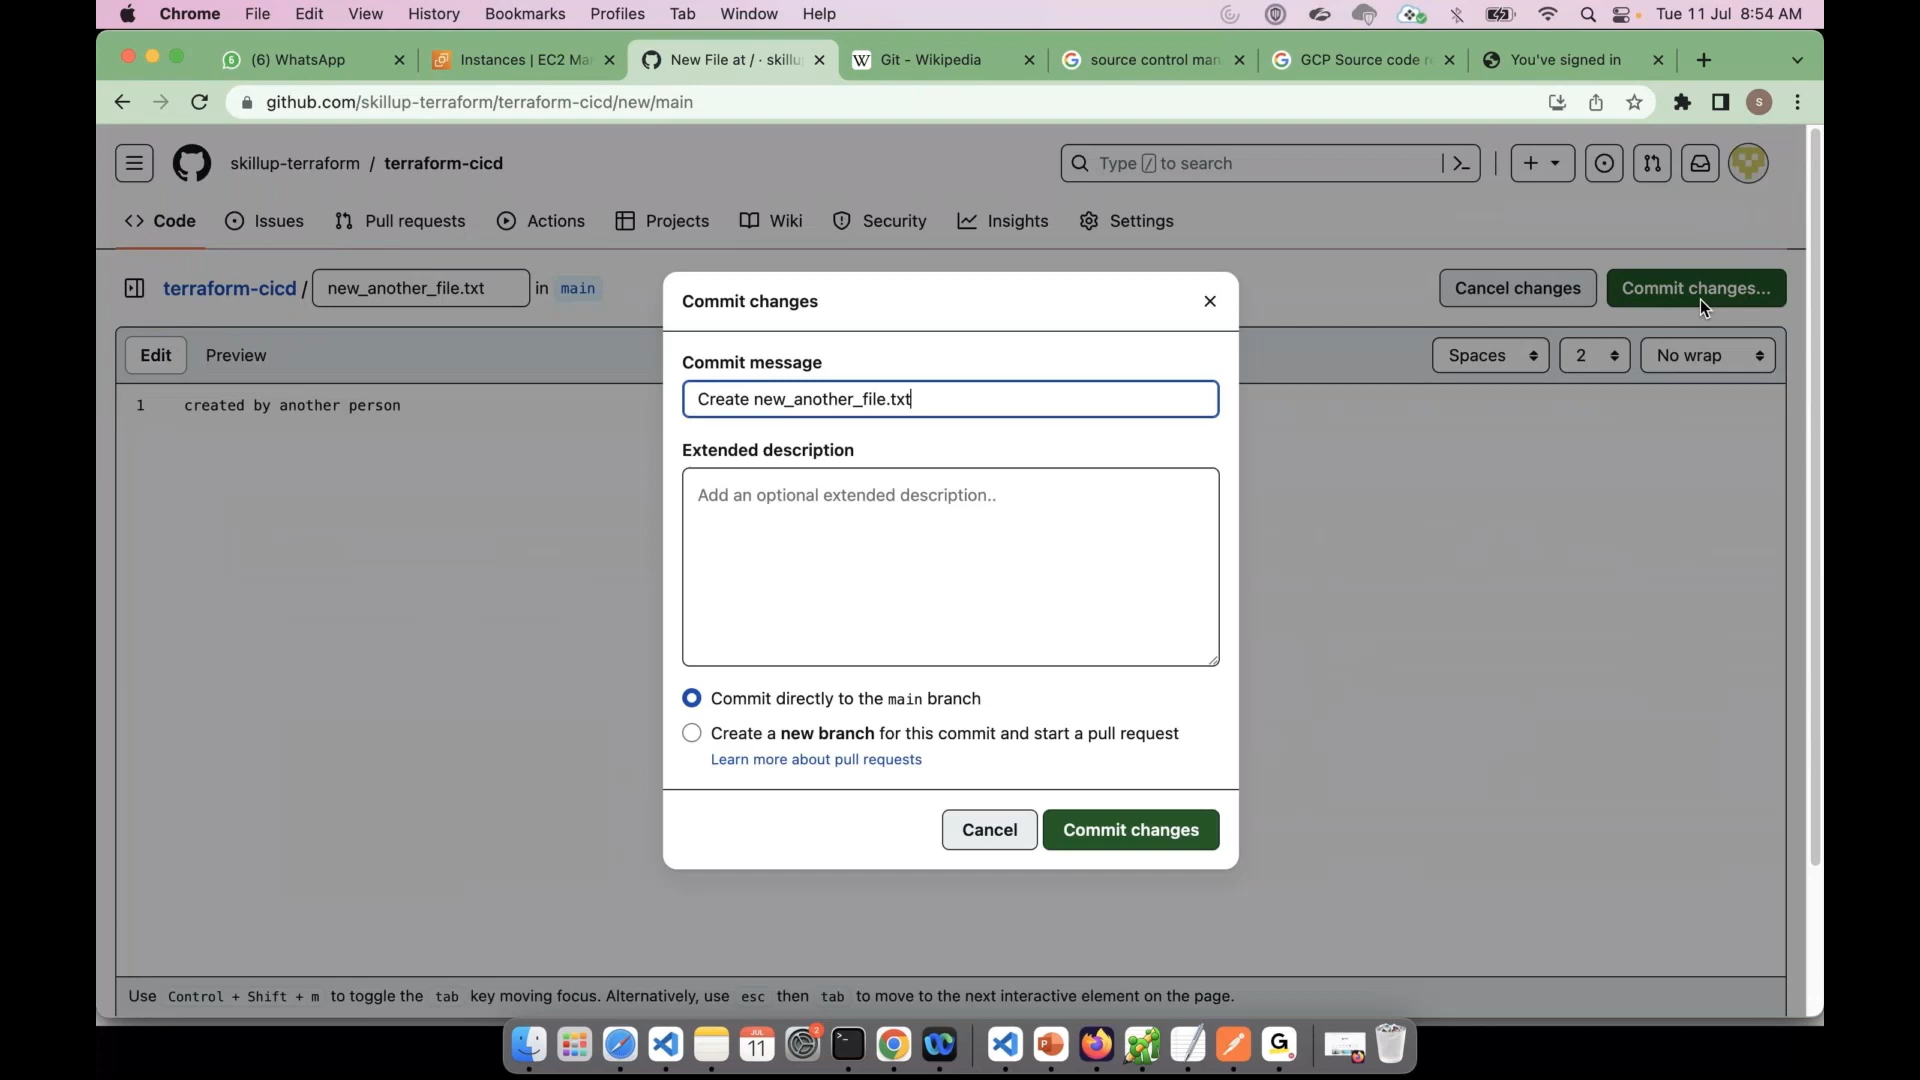 Chrome File Edit View History Bookmarks Profiles Tab Window Help Tue 11 Jul 8:54 AM
(6) WhatsApp
Instances | EC2 Ma
New File at / · skillu
Git - Wikipedia
source control man
GCP Source code r
You've signed in
github.com/skillup-terraform/terraform-cicd/new/main
S
skillup-terraform / terraform-cicd
Type / to search
Code Issues Pull requests Actions Projects Wiki Security Insights Settings
terraform-cicd / new_another_file.txt in main
Cancel changes
Commit changes...
Edit Preview
Spaces 2 No wrap
1 created by another person
Commit changes
Commit message
Create new_another_file.txt
Extended description
Add an optional extended description..
Commit directly to the main branch
Create a new branch for this commit and start a pull request
Learn more about pull requests
Cancel Commit changes
Use Control + Shift + m to toggle the tab key moving focus. Alternatively, use esc then tab to move to the next interactive element on the page.
JUL
11
2